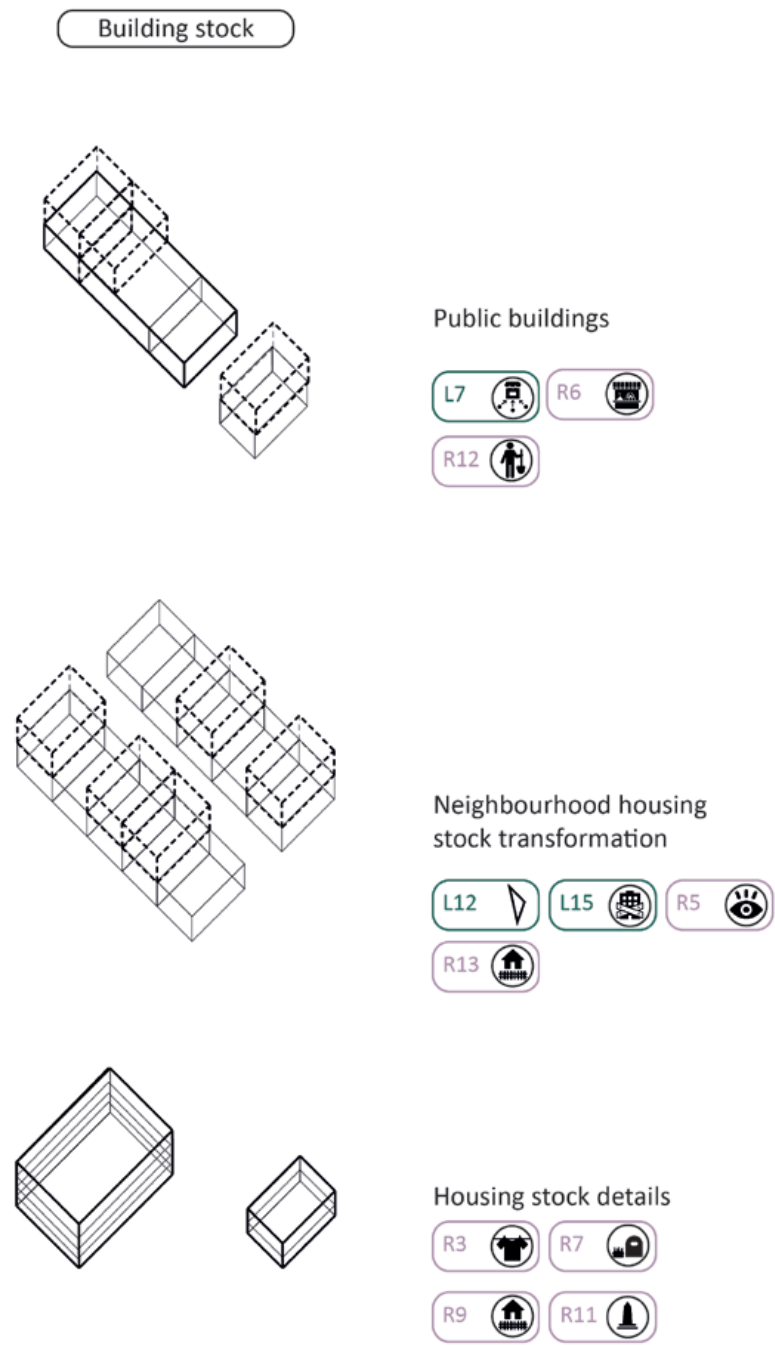 Building stock
Public buildings
L7 R6
R12
Neighbourhood housing
stock transformation
L12 L15 R5
R13
Housing stock details
R3 R7
R9 R11